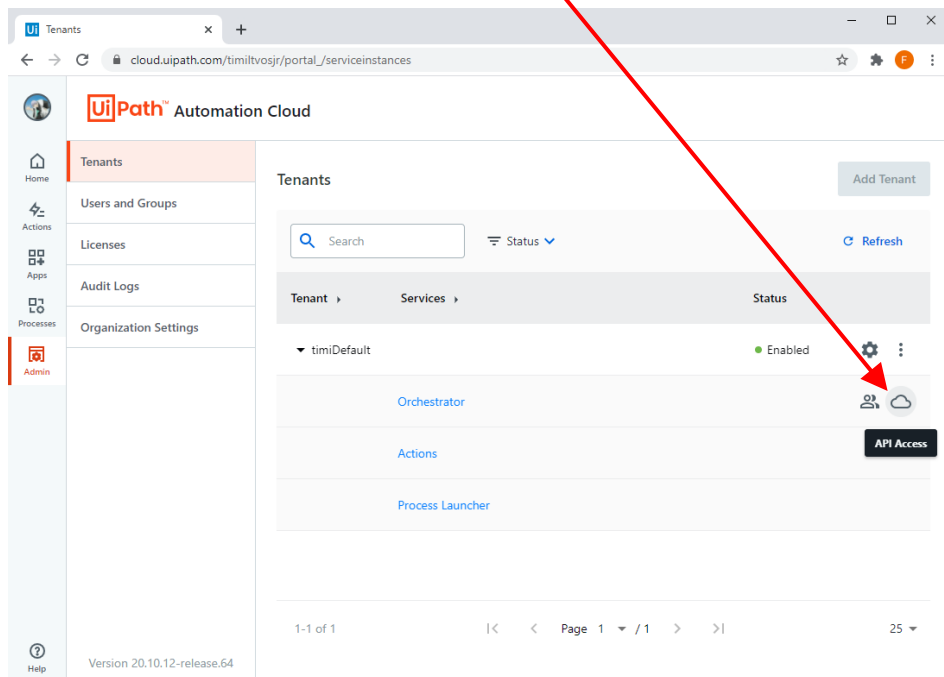 Ui Tenants
cloud.uipath.com/timiltvosjr/portal_/serviceinstances
F
UiPath™ Automation Cloud
Home
Actions
Apps
Processes
Admin
Help
Tenants
Users and Groups
Licenses
Audit Logs
Organization Settings
Version 20.10.12-release.64
Tenants
Add Tenant
Search
Status
Refresh
Tenant
Services
Status
timiDefault
Enabled
Orchestrator
API Access
Actions
Process Launcher
1-1 of 1
Page 1 / 1
25